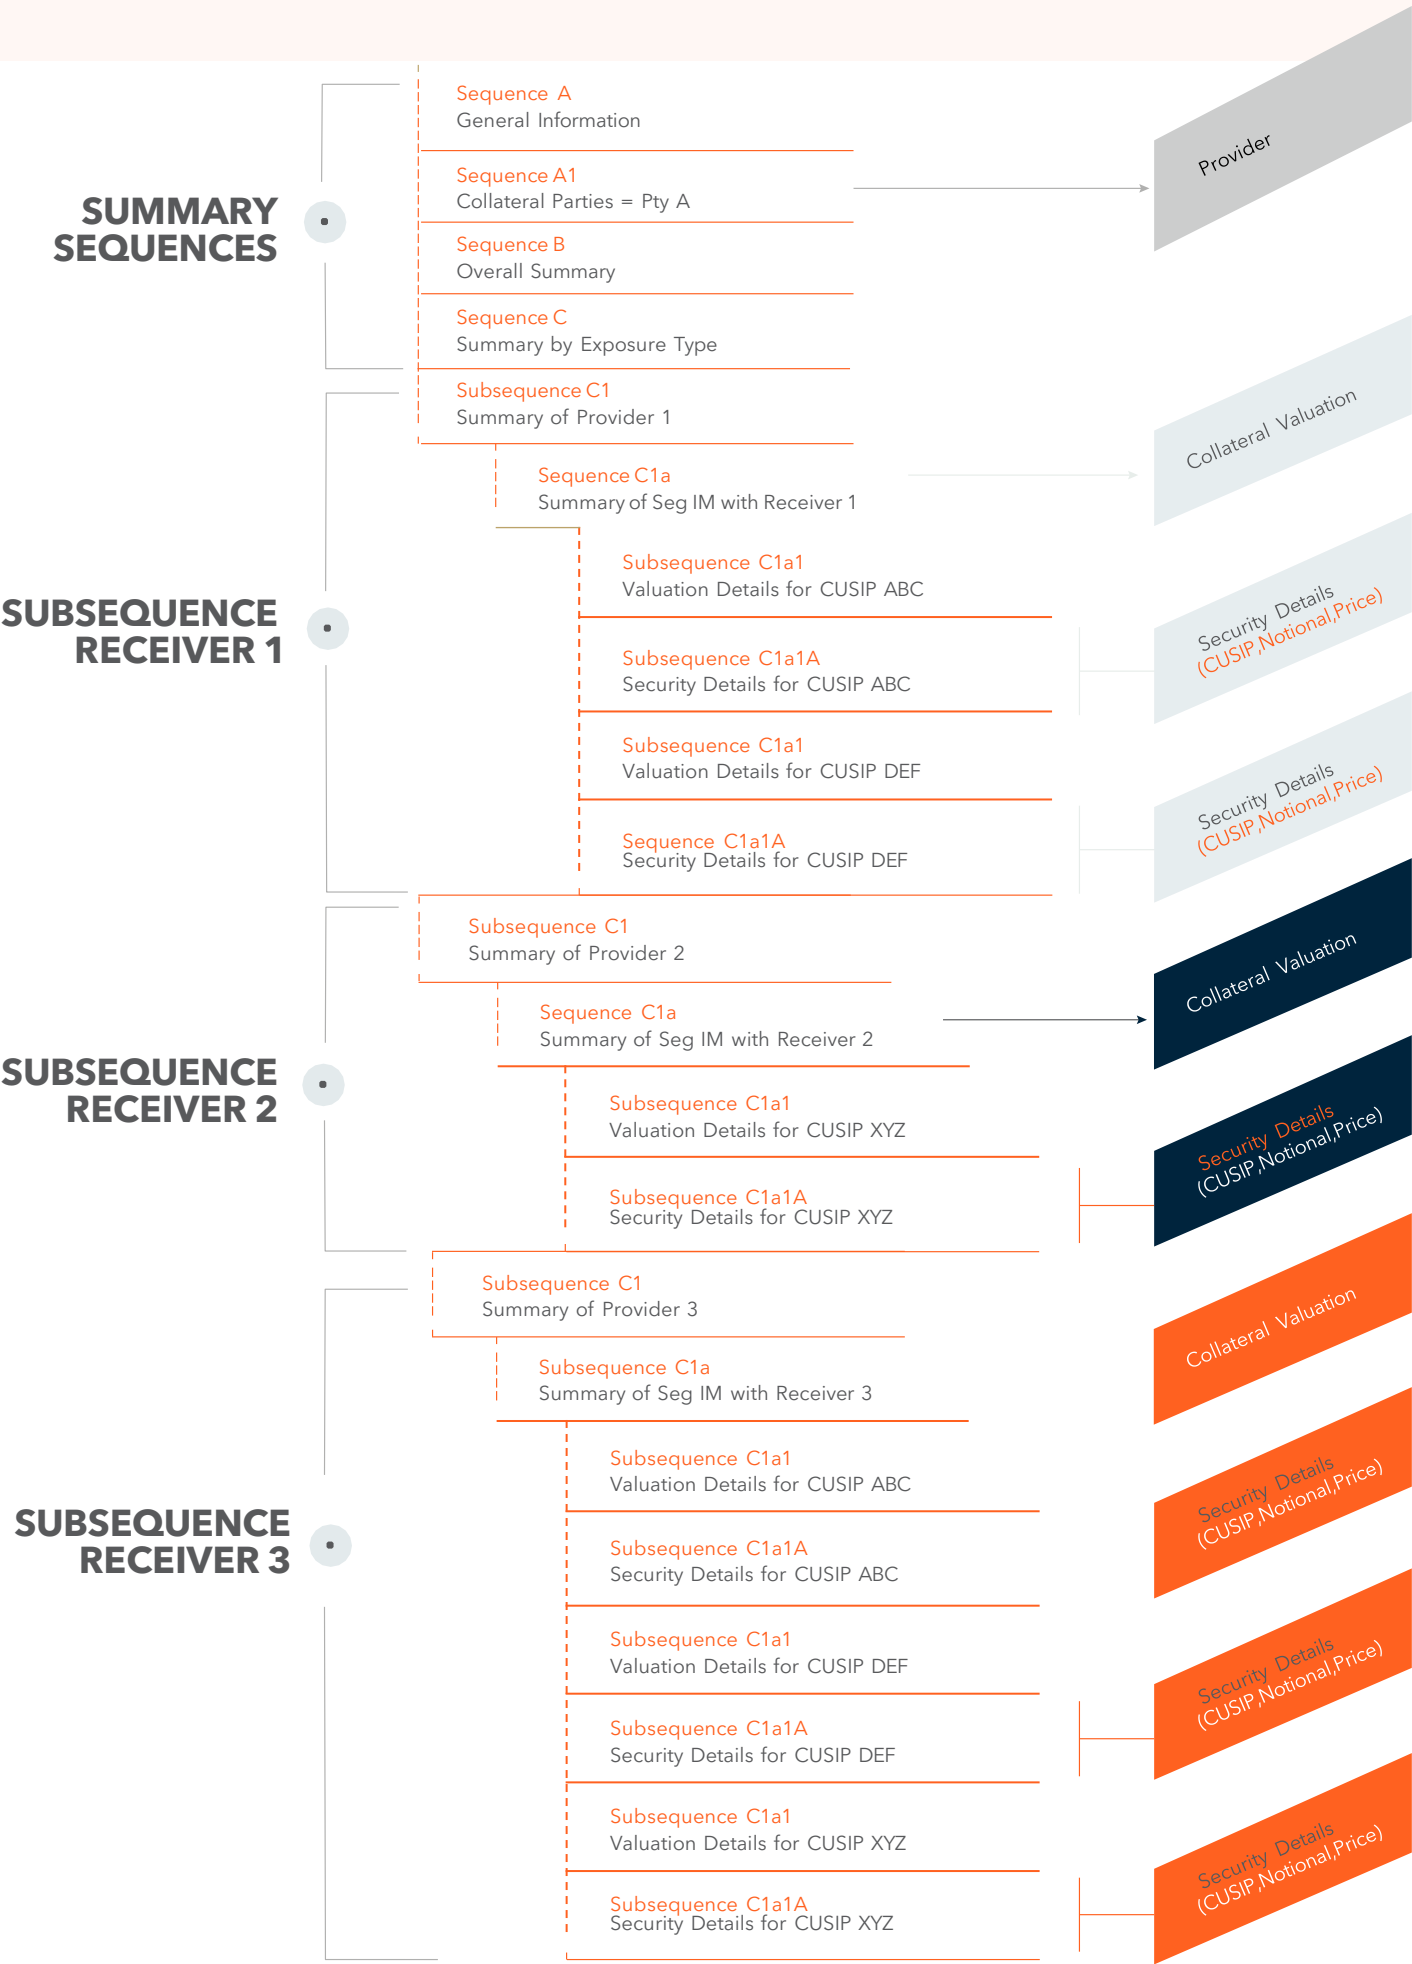 Sequence A
General Information
Provider
Sequence A1
Collateral Parties = Pty A
SUMMARY
SEQUENCES
Sequence B
Overall Summary
Sequence C
Summary by Exposure Type
Subsequence C1
Summary of Provider 1
Collateral Valuation
Sequence C1a
Summary of Seg IM with Receiver 1
Subsequence C1a1
Valuation Details for CUSIP ABC
SUBSEQUENCE
RECEIVER 1
Security Details
(CUSIP,Notional,Price)
Subsequence C1a1A
Security Details for CUSIP ABC
Subsequence C1a1
Valuation Details for CUSIP DEF
Security Details
(CUSIP,Notional,Price)
Sequence C1a1A
Security Details for CUSIP DEF
Subsequence C1
Summary of Provider 2
Collateral Valuation
Sequence C1a
Summary of Seg IM with Receiver 2
SUBSEQUENCE
RECEIVER 2
Subsequence C1a1
Valuation Details for CUSIP XYZ
Security Details
(CUSIP,Notional,Price)
Subsequence C1a1A
Security Details for CUSIP XYZ
Subsequence C1
Summary of Provider 3
Collateral Valuation
Subsequence C1a
Summary of Seg IM with Receiver 3
Subsequence C1a1
Valuation Details for CUSIP ABC
Security Details
(CUSIP,Notional,Price)
SUBSEQUENCE
RECEIVER 3
Subsequence C1a1A
Security Details for CUSIP ABC
Subsequence C1a1
Valuation Details for CUSIP DEF
Security Details
(CUSIP,Notional,Price)
Subsequence C1a1A
Security Details for CUSIP DEF
Subsequence C1a1
Valuation Details for CUSIP XYZ
Security Details
(CUSIP,Notional,Price)
Subsequence C1a1A
Security Details for CUSIP XYZ